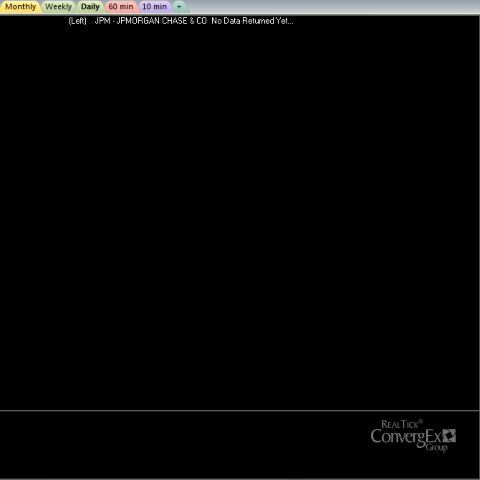 Monthly Weekly Daily 60 min 10 min +
(Left) JPM - JPMORGAN CHASE & CO No Data Returned Yet...
REALTICK®
ConvergEx
Group